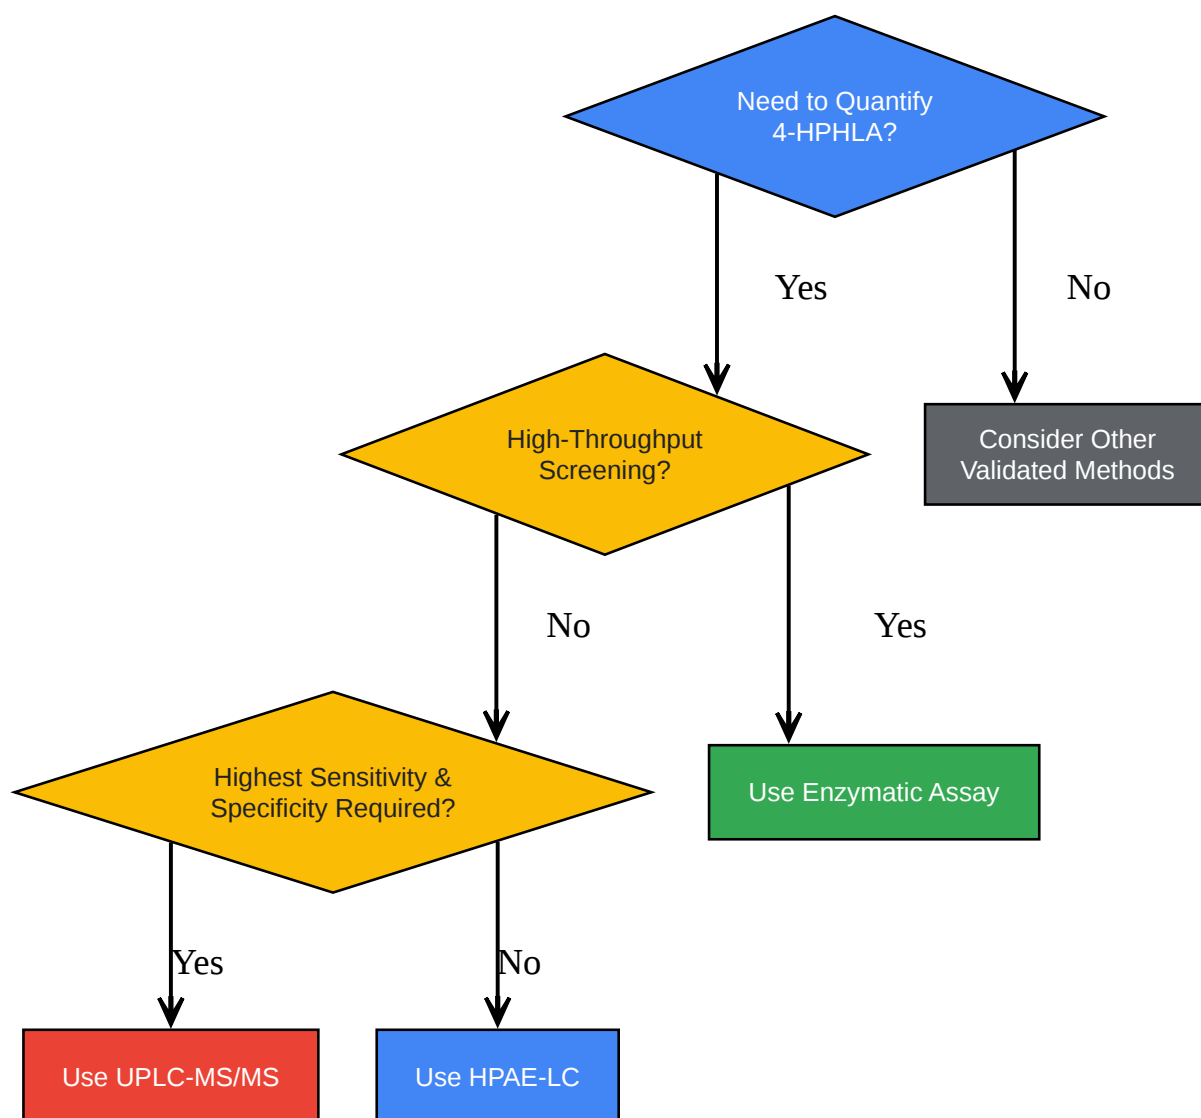 Need to Quantify
4-HPHLA?
Yes
No
High-Throughput
Screening?
Consider Other
Validated Methods
No
Yes
Highest Sensitivity &
Specificity Required?
Use Enzymatic Assay
Yes
No
Use UPLC-MS/MS
Use HPAE-LC